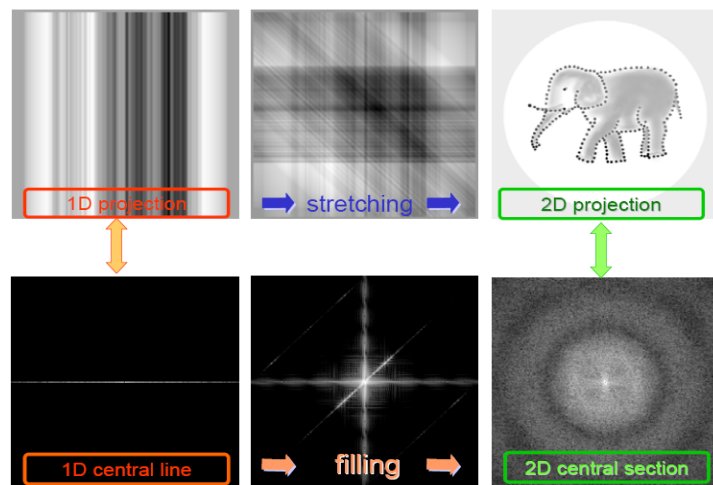 1D projection
stretching
2D projection
1D central line
filling
2D central section